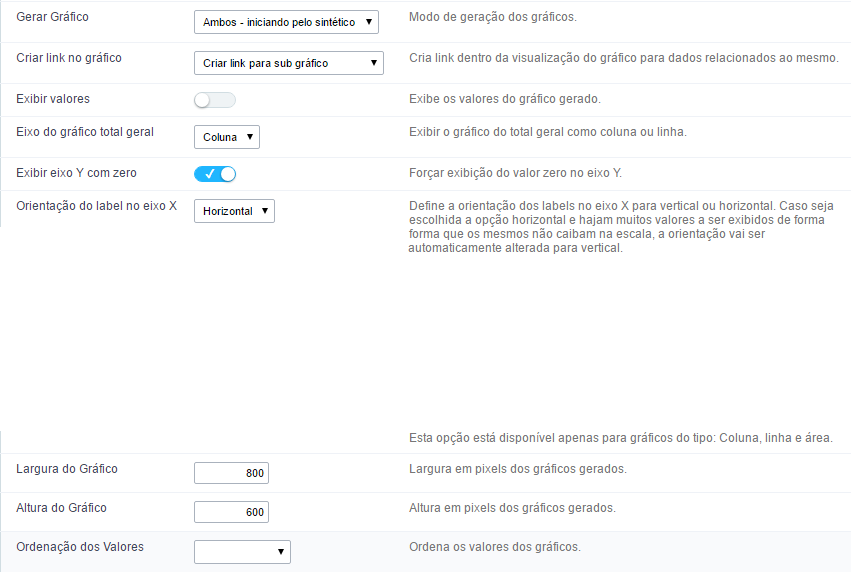 Gerar Gráfico Ambos - iniciando pelo sintético Modo de geração dos gráficos.
Criar link no gráfico Criar link para sub gráfico Cria link dentro da visualização do gráfico para dados relacionados ao mesmo.
Exibir valores Exibe os valores do gráfico gerado.
Eixo do gráfico total geral Coluna Exibir o gráfico do total geral como coluna ou linha.
Exibir eixo Y com zero Forçar exibição do valor zero no eixo Y.
Orientação do label no eixo X Horizontal Define a orientação dos labels no eixo X para vertical ou horizontal. Caso seja
escolhida a opção horizontal e hajam muitos valores a ser exibidos de forma
forma que os mesmos não caibam na escala, a orientação vai ser
automaticamente alterada para vertical.
Esta opção está disponível apenas para gráficos do tipo: Coluna, linha e área.
Largura do Gráfico 800 Largura em pixels dos gráficos gerados.
Altura do Gráfico 600 Altura em pixels dos gráficos gerados.
Ordenação dos Valores Ordena os valores dos gráficos.